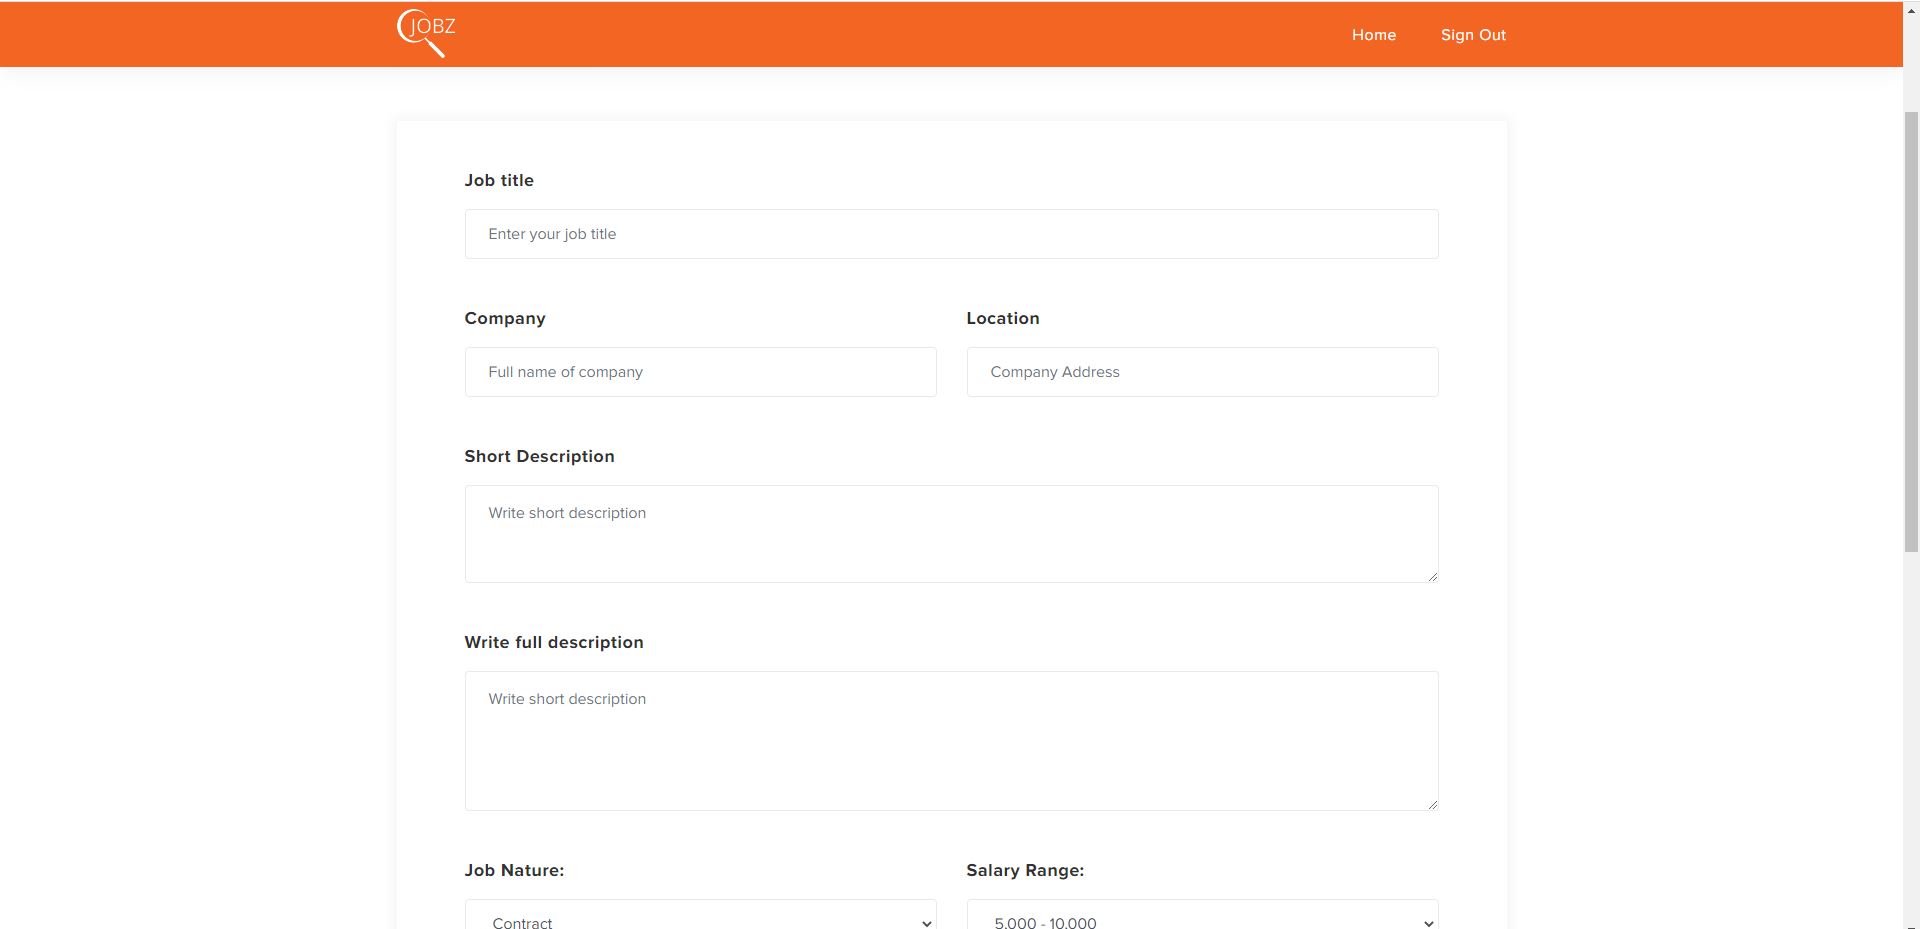 JOBZ
Home Sign Out
Job title
Enter your job title
Company Location
Full name of company Company Address
Short Description
Write short description
Write full description
Write short description
Job Nature: Salary Range:
Contract 5,000 - 10,000